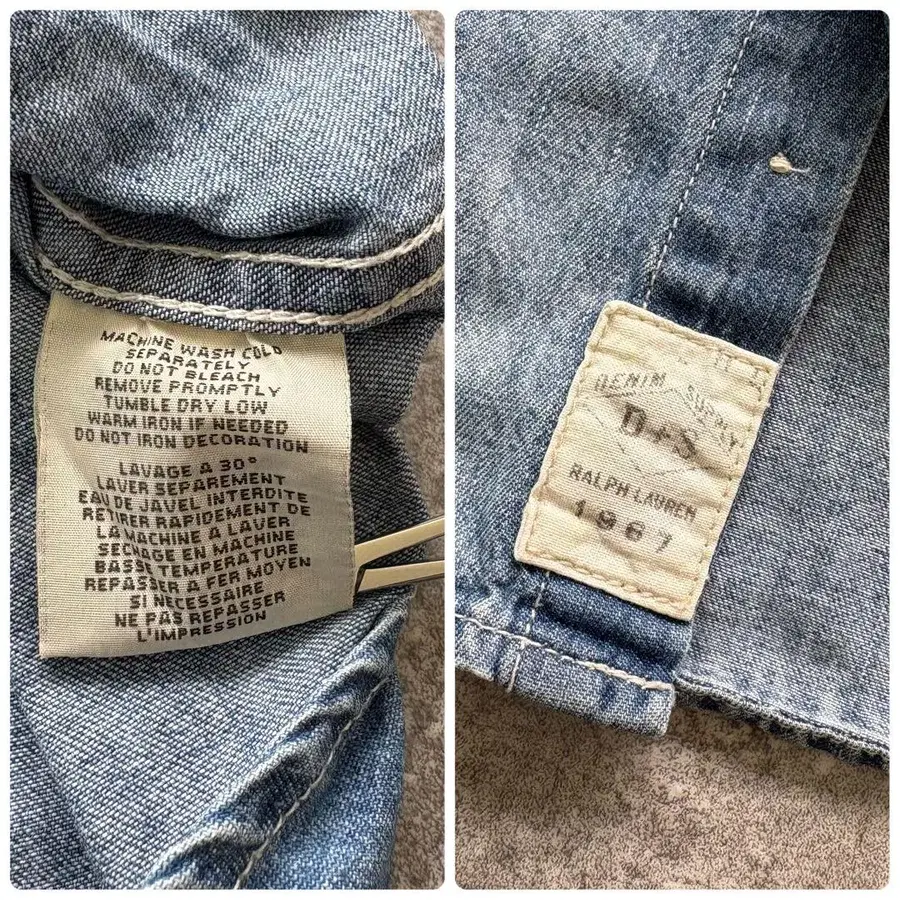 MACHINE WASH COLD
SEPARATELY
DO NOT BLEACH
REMOVE PROMPTLY
TUMBLE DRY LOW
WARM IRON IF NEEDED
DO NOT IRON DECORATION
LAVAGE A 30°
LAVER SEPAREMENT
EAU DE JAVEL INTERDITE
RETIRER RAPIDEMENT DE
LA MACHINE A LAVER
SECHAGE EN MACHINE
BASSE TEMPERATURE
REPASSER A FER MOYEN
SI NECESSAIRE
NE PAS REPASSER
L'IMPRESSION
DENIM SUPPLY
D+S
RALPH LAUREN
1967